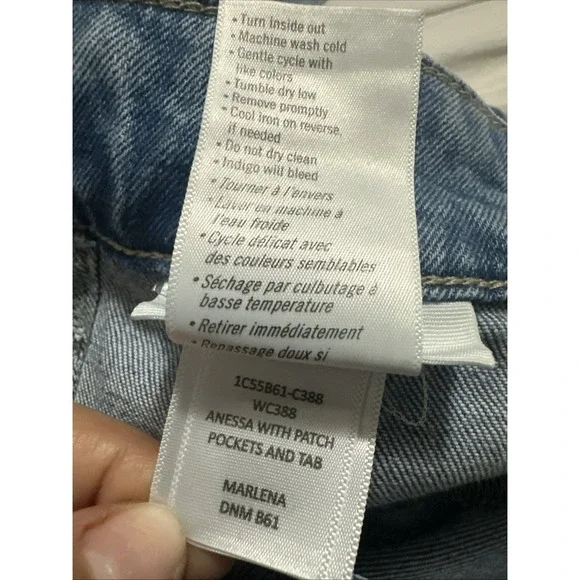 • Turn inside out
• Machine wash cold
• Gentle cycle with
like colors
• Tumble dry low
• Remove promptly
• Cool iron on reverse,
if needed
• Do not dry clean
• Indigo will bleed
• Tourner à l'envers
• Laver en machine à
l'eau froide
• Cycle délicat avec
des couleurs semblables
• Séchage par culbutage à
basse temperature
• Retirer immédiatement
• Repassage doux si
1C55B61-C388
WC388
ANESSA WITH PATCH
POCKETS AND TAB
MARLENA
DNM B61